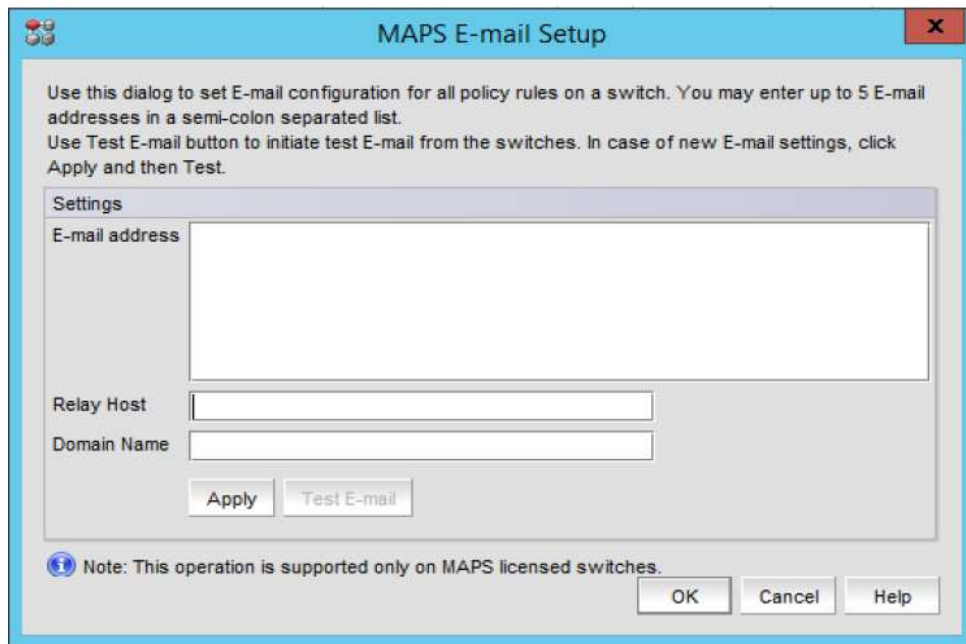 MAPS E-mail Setup
x
Use this dialog to set E-mail configuration for all policy rules on a switch. You may enter up to 5 E-mail
addresses in a semi-colon separated list.
Use Test E-mail button to initiate test E-mail from the switches. In case of new E-mail settings, click
Apply and then Test.
Settings
E-mail address
Relay Host
Domain Name
Apply Test E-mail
Note: This operation is supported only on MAPS licensed switches.
OK Cancel Help